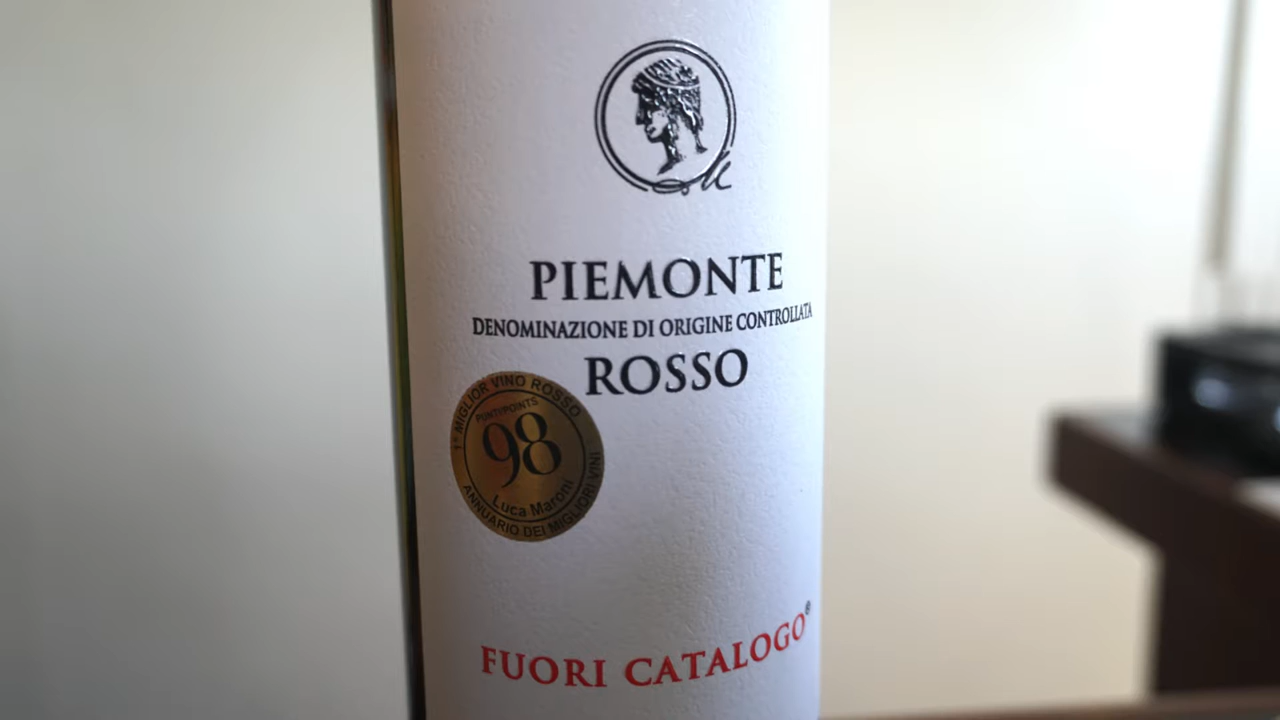 PIEMONTE
DENOMINAZIONE DI ORIGINE CONTROLLATA
ROSSO
1° MIGLIOR VINO ROSSO
PUNTI/POINTS
98
Luca Maroni
ANNUARIO DEI MIGLIORI VINI
FUORI CATALOGO®